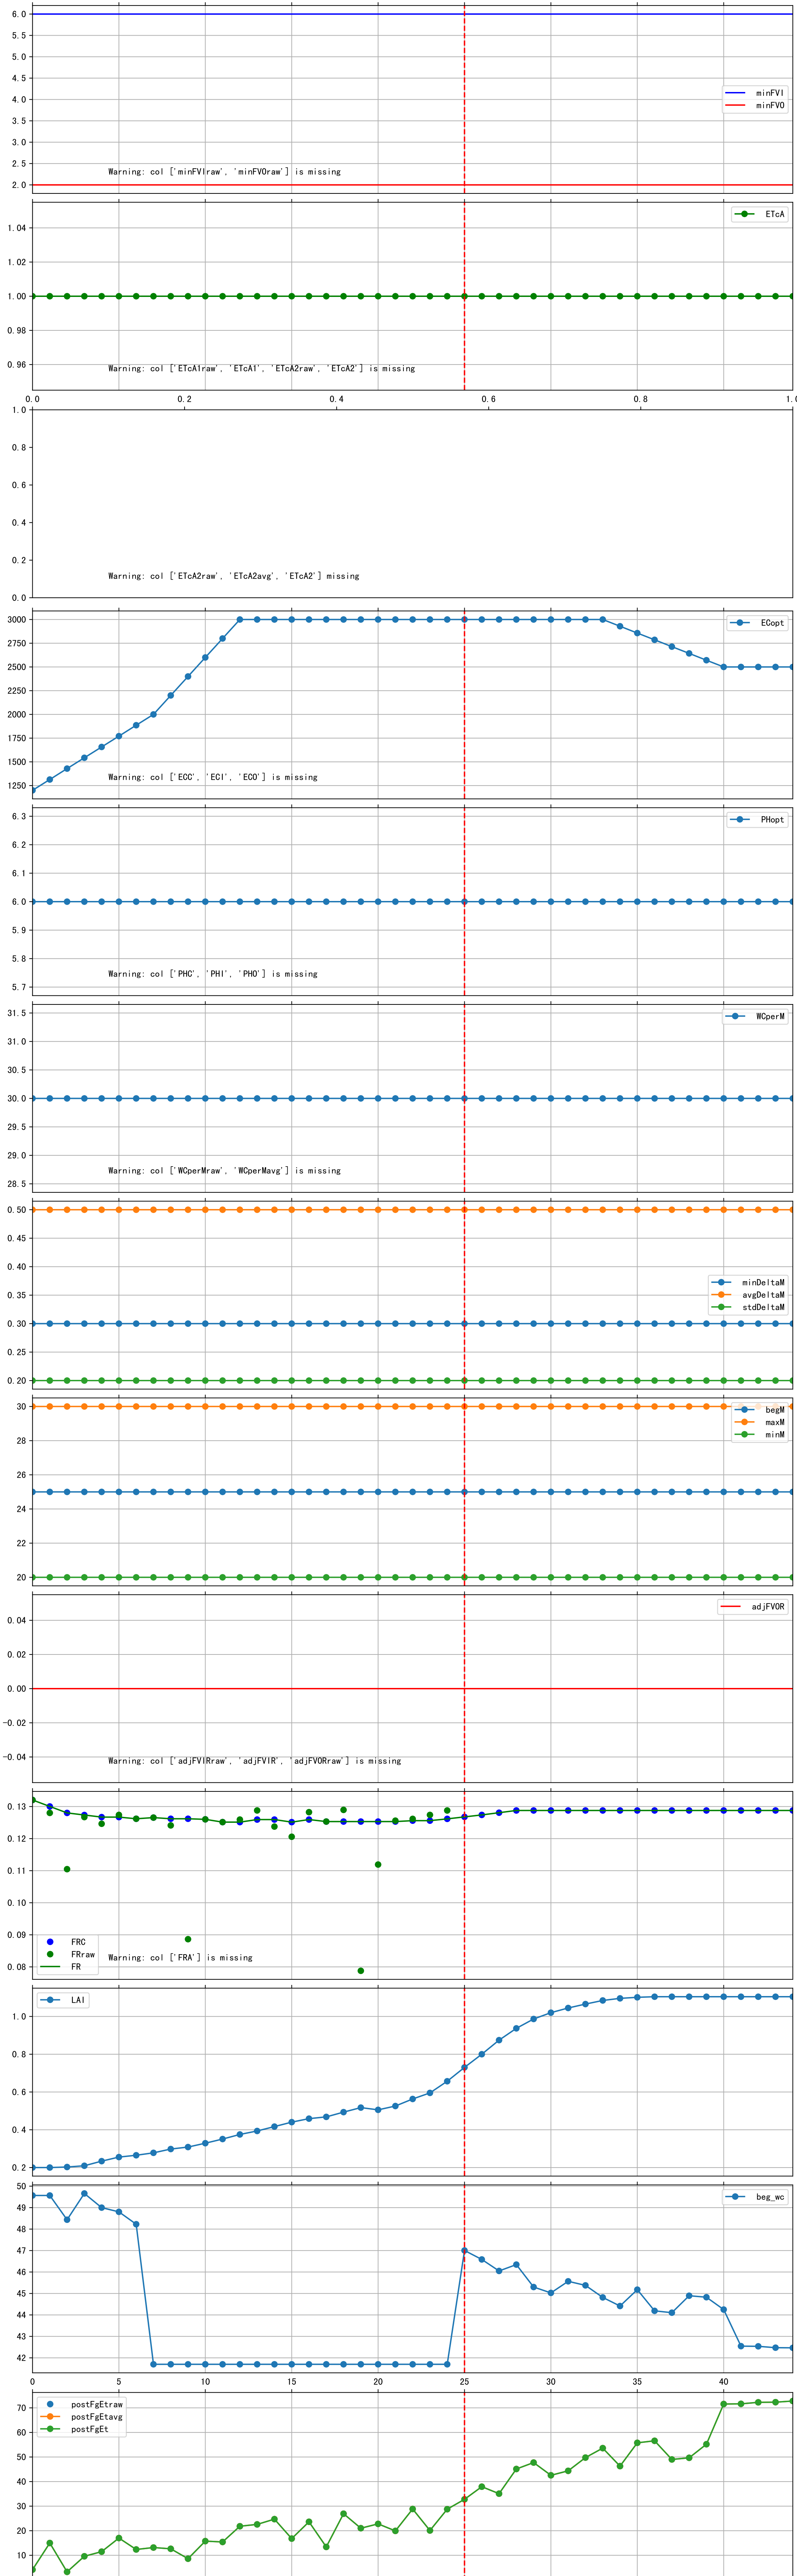 6.0
5.5
5.0
4.5
4.0
3.5
3.0
2.5
2.0
minFVI
minFVO
Warning: col ['minFVIraw', 'minFVOraw'] is missing
1.04
1.02
1.00
0.98
0.96
ETcA
Warning: col ['ETcA1raw', 'ETcA1', 'ETcA2raw', 'ETcA2'] is missing
0.0 0.2 0.4 0.6 0.8 1.0
1.0
0.8
0.6
0.4
0.2
0.0
Warning: col ['ETcA2raw', 'ETcA2avg', 'ETcA2'] missing
3000
2750
2500
2250
2000
1750
1500
1250
ECopt
Warning: col ['ECC', 'ECI', 'ECO'] is missing
6.3
6.2
6.1
6.0
5.9
5.8
5.7
PHopt
Warning: col ['PHC', 'PHI', 'PHO'] is missing
31.5
31.0
30.5
30.0
29.5
29.0
28.5
WCperM
Warning: col ['WCperMraw', 'WCperMavg'] is missing
0.50
0.45
0.40
0.35
0.30
0.25
0.20
minDeltaM
avgDeltaM
stdDeltaM
30
28
26
24
22
20
begM
maxM
minM
0.04
0.02
0.00
-0.02
-0.04
adjFVOR
Warning: col ['adjFVIRraw', 'adjFVIR', 'adjFVORraw'] is missing
0.13
0.12
0.11
0.10
0.09
0.08
FRC
FRraw
FR
Warning: col ['FRA'] is missing
1.0
0.8
0.6
0.4
0.2
LAI
50
49
48
47
46
45
44
43
42
beg_wc
0 5 10 15 20 25 30 35 40
70
60
50
40
30
20
10
postFgEtraw
postFgEtavg
postFgEt